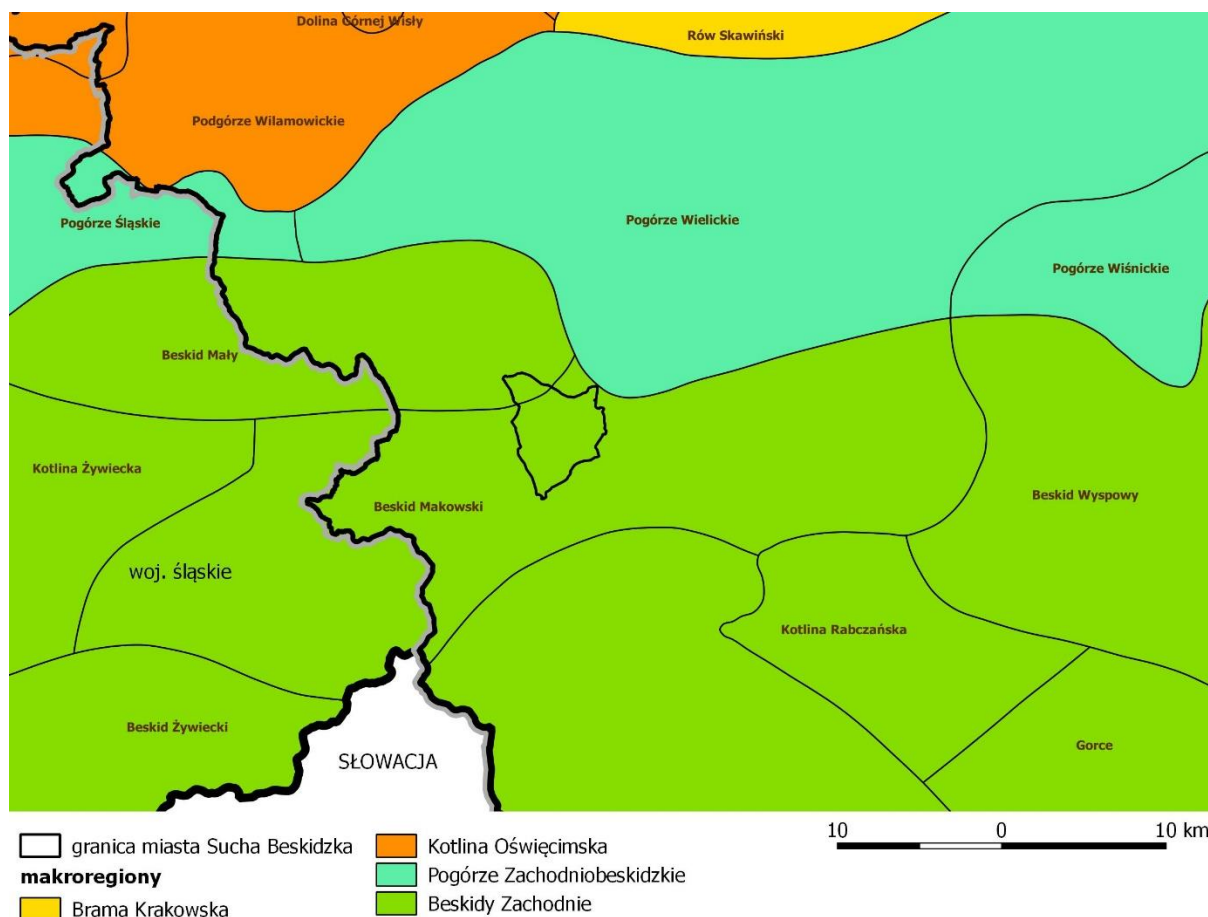 Dolina Górnej Wisły
Rów Skawiński
Podgórze Wilamowickie
Pogórze Śląskie
Pogórze Wielickie
Pogórze Wiśnickie
Beskid Mały
Kotlina Żywiecka
Beskid Makowski
Beskid Wyspowy
woj. śląskie
Kotlina Rabczańska
Beskid Żywiecki
Gorce
SŁOWACJA
granica miasta Sucha Beskidzka
makroregiony
Brama Krakowska
Kotlina Oświęcimska
Pogórze Zachodniobeskidzkie
Beskidy Zachodnie
10 0 10 km